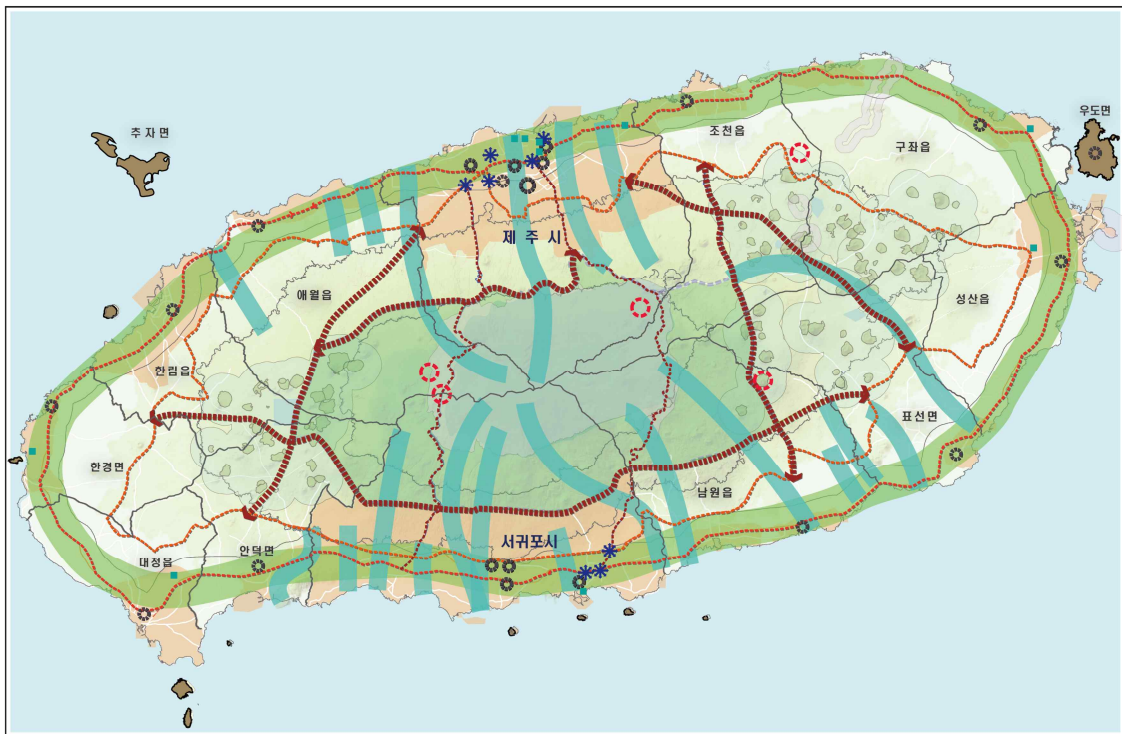 추자면
우도면
조천읍
구좌읍
제주시
애월읍
성산읍
한림읍
표선면
한경면
남원읍
서귀포시
안덕면
대정읍